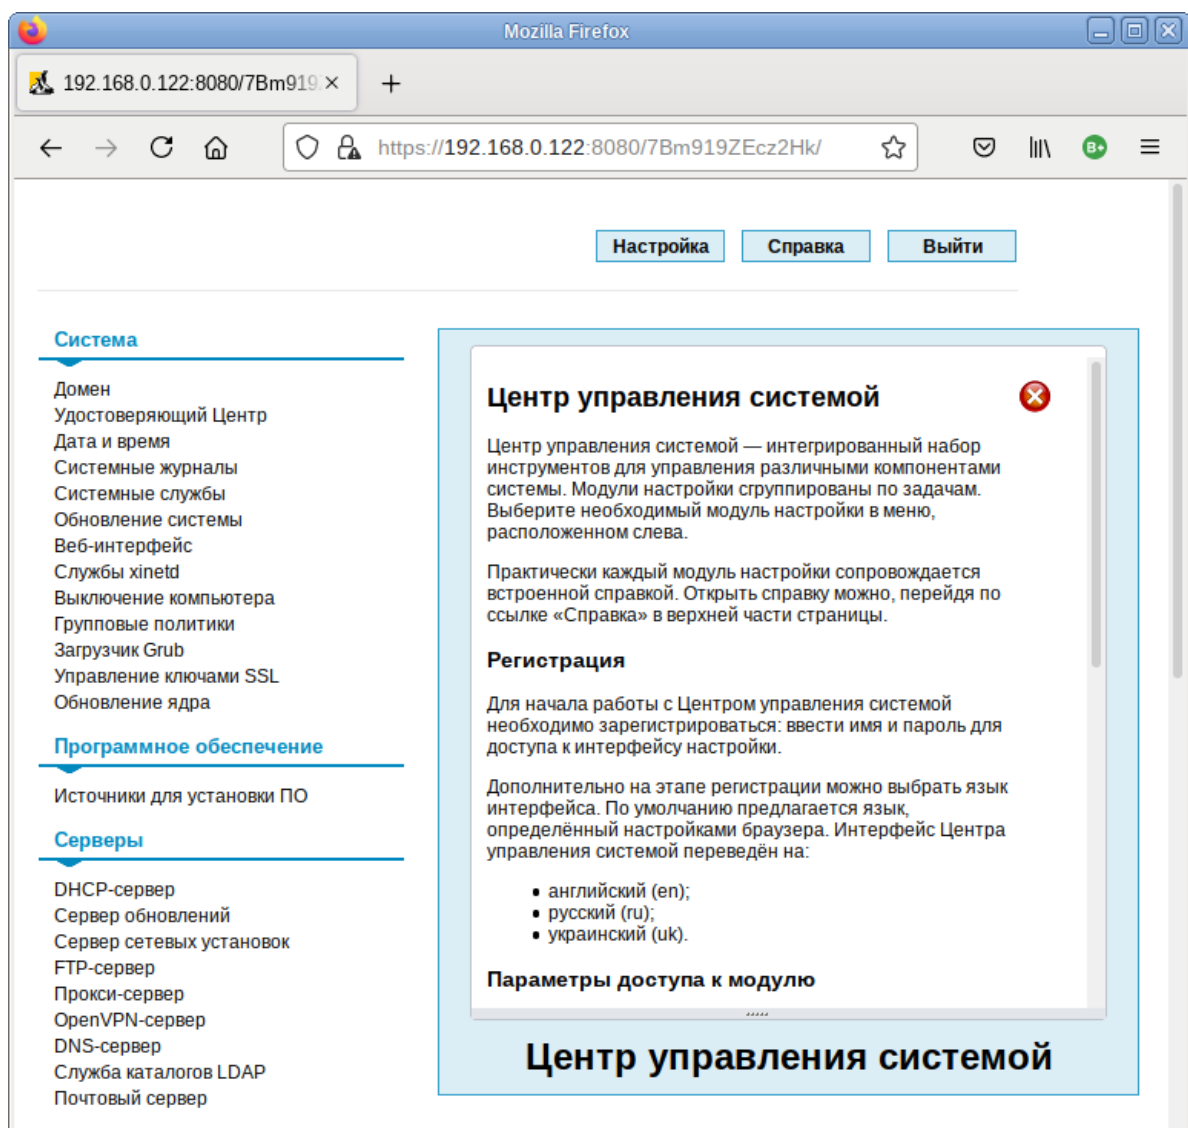 Mozilla Firefox
192.168.0.122:8080/7Bm919
https://192.168.0.122:8080/7Bm919ZEcz2Hk/
Настройка
Справка
Выйти
Система
Домен
Удостоверяющий Центр
Дата и время
Системные журналы
Системные службы
Обновление системы
Веб-интерфейс
Службы xinetd
Выключение компьютера
Групповые политики
Загрузчик Grub
Управление ключами SSL
Обновление ядра
Программное обеспечение
Источники для установки ПО
Серверы
DHCP-сервер
Сервер обновлений
Сервер сетевых установок
FTP-сервер
Прокси-сервер
OpenVPN-сервер
DNS-сервер
Служба каталогов LDAP
Почтовый сервер
Центр управления системой
Центр управления системой — интегрированный набор
инструментов для управления различными компонентами
системы. Модули настройки сгруппированы по задачам.
Выберите необходимый модуль настройки в меню,
расположенном слева.
Практически каждый модуль настройки сопровождается
встроенной справкой. Открыть справку можно, перейдя по
ссылке «Справка» в верхней части страницы.
Регистрация
Для начала работы с Центром управления системой
необходимо зарегистрироваться: ввести имя и пароль для
доступа к интерфейсу настройки.
Дополнительно на этапе регистрации можно выбрать язык
интерфейса. По умолчанию предлагается язык,
определённый настройками браузера. Интерфейс Центра
управления системой переведён на:
• английский (en);
• русский (ru);
• украинский (uk).
Параметры доступа к модулю
Центр управления системой